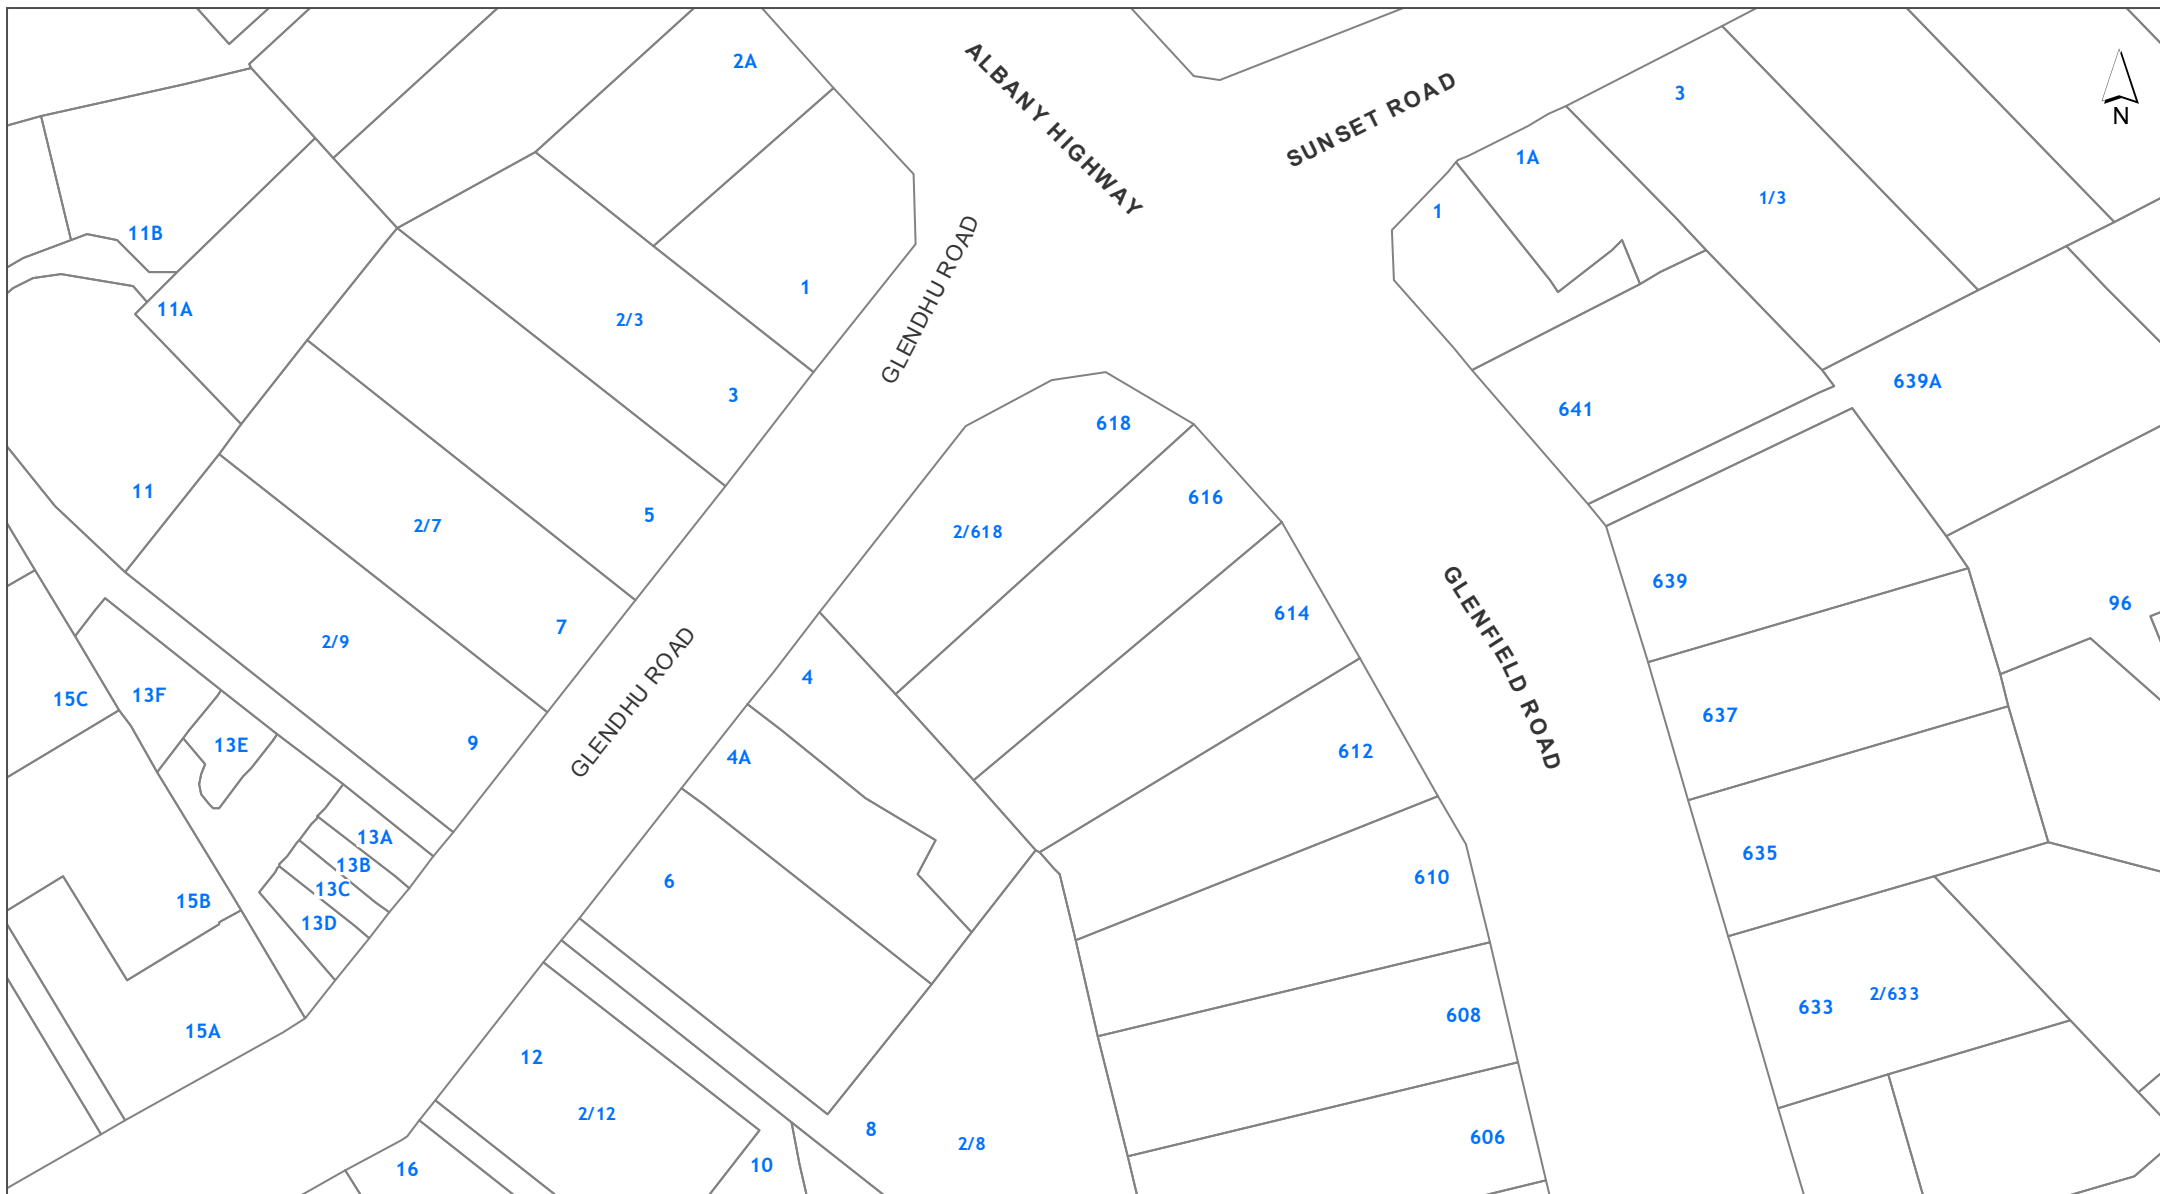 2A
ALBANY HIGHWAY
SUNSET ROAD
3
N
1A
1/3
1
11B
GLENDHU ROAD
1
2/3
11A
3
639A
641
618
11
616
5
2/7
2/618
GLENFIELD ROAD
639
96
614
7
2/9
GLENDHU ROAD
4
15C
13F
637
9
13E
4A
612
13A
635
13B
6
610
13C
15B
13D
2/633
633
608
15A
12
2/12
8
2/8
606
10
16